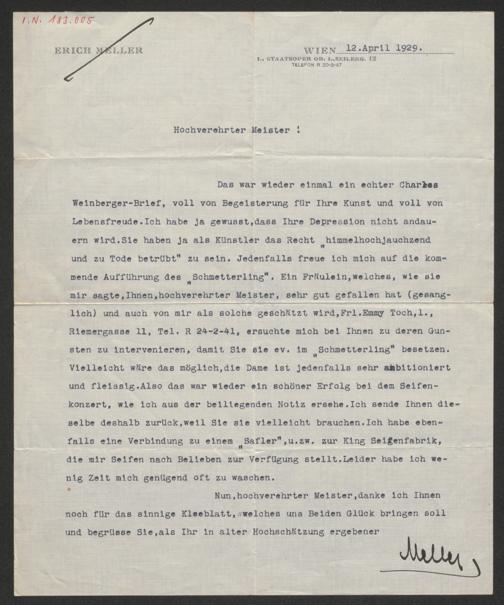 I.N. 183.005
ERICH MELLER
WIEN 12.April 1929.
I., STAATSOPER OD. I., SEILERG. 12
TELEFON R 20-2-47
Hochverehrter Meister !
Das war wieder einmal ein echter Charles
Weinberger-Brief, voll von Begeisterung für Ihre Kunst und voll von
Lebensfreude.Ich habe ja gewusst,dass Ihre Depression nicht andau-
ern wird.Sie haben ja als Künstler das Recht „himmelhochjauchzend
und zu Tode betrübt" zu sein. Jedenfalls freue ich mich auf die kom-
mende Aufführung des „Schmetterling". Ein Fräulein,welches, wie sie
mir sagte,Ihnen,hochverehrter Meister, sehr gut gefallen hat (gesang-
lich) und auch von mir als solche geschätzt wird,Frl.Emmy Toch,1.,
Riemergasse 11, Tel. R 24-2-41, ersuchte mich bei Ihnen zu deren Gun-
sten zu intervenieren, damit Sie sie ev. im „Schmetterling" besetzen.
Vielleicht wäre das möglich,die Dame ist jedenfalls sehr ambitioniert
und fleissig.Also das war wieder ein schöner Erfolg bei dem Seifen-
konzert, wie ich aus der beiliegenden Notiz ersehe.Ich sende Ihnen die-
selbe deshalb zurück,weil Sie sie vielleicht brauchen.Ich habe eben-
falls eine Verbindung zu einem „Safler",u.zw. zur King Seifenfabrik,
die mir Seifen nach Belieben zur Verfügung stellt.Leider habe ich we-
nig Zeit mich genügend oft zu waschen.
Nun,hochverehrter Meister,danke ich Ihnen
noch für das sinnige Kleeblatt, welches uns Beiden Glück bringen soll
und begrüsse Sie,als Ihr in alter Hochschätzung ergebener
Meller